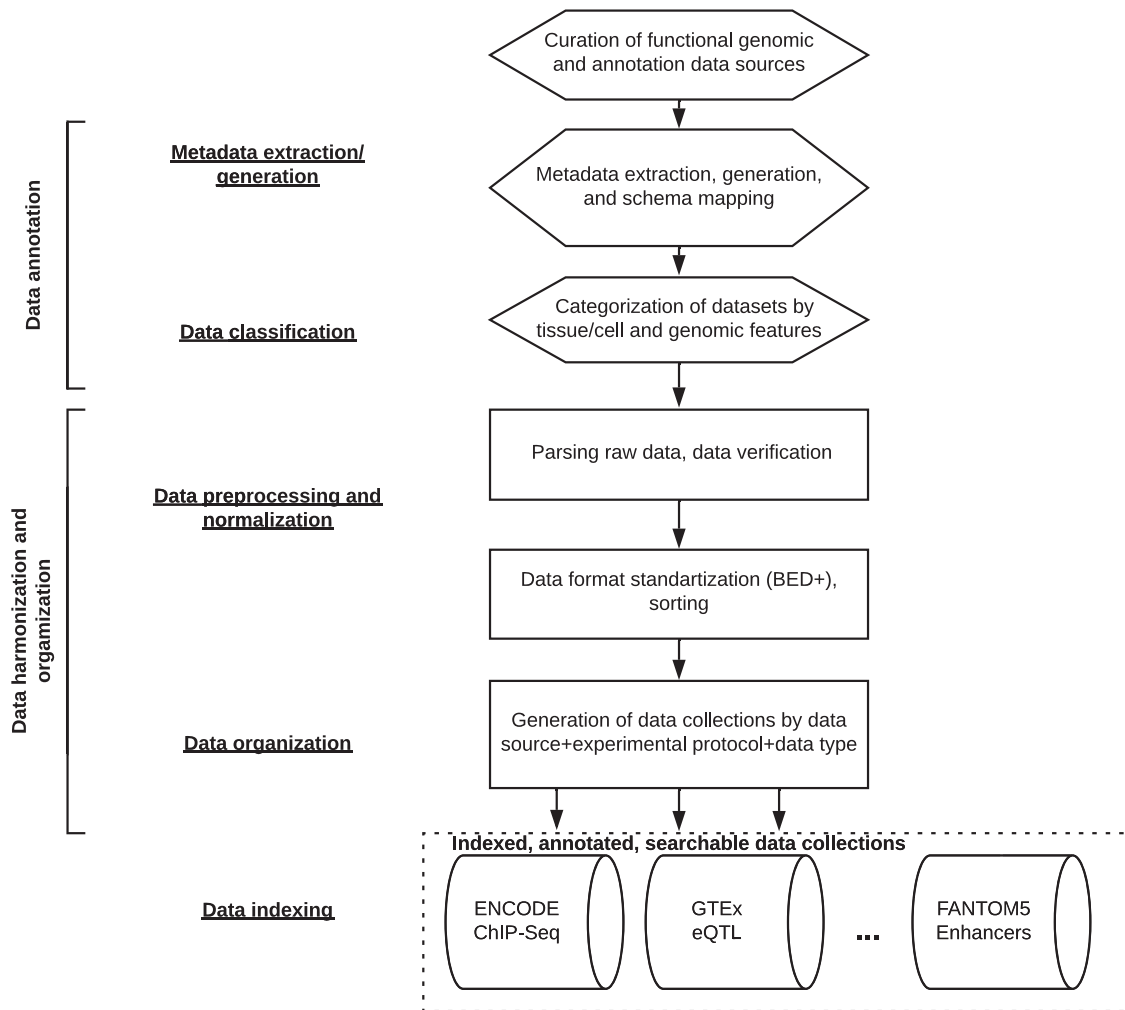 Curation of functional genomic
and annotation data sources
Data annotation
Metadata extraction/
generation
Metadata extraction, generation,
and schema mapping
Data classification
Categorization of datasets by
tissue/cell and genomic features
Data harmonization and
orgamization
Data preprocessing and
normalization
Parsing raw data, data verification
Data format standartization (BED+),
sorting
Data organization
Generation of data collections by data
source+experimental protocol+data type
Indexed, annotated, searchable data collections
Data indexing
ENCODE
ChIP-Seq
GTEx
eQTL
...
FANTOM5
Enhancers